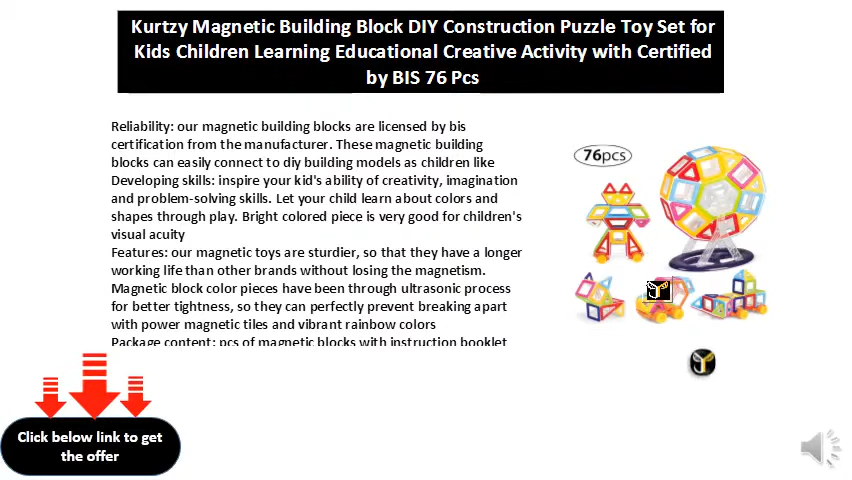 Kurtzy Magnetic Building Block DIY Construction Puzzle Toy Set for
Kids Children Learning Educational Creative Activity with Certified
by BIS 76 Pcs
Reliability: our magnetic building blocks are licensed by bis
certification from the manufacturer. These magnetic building
blocks can easily connect to diy building models as children like
Developing skills: inspire your kid's ability of creativity, imagination
and problem-solving skills. Let your child learn about colors and
shapes through play. Bright colored piece is very good for children's
visual acuity
Features: our magnetic toys are sturdier, so that they have a longer
working life than other brands without losing the magnetism.
Magnetic block color pieces have been through ultrasonic process
for better tightness, so they can perfectly prevent breaking apart
with power magnetic tiles and vibrant rainbow colors
Package content: pcs of magnetic blocks with instruction booklet
76pcs
Click below link to get
the offer